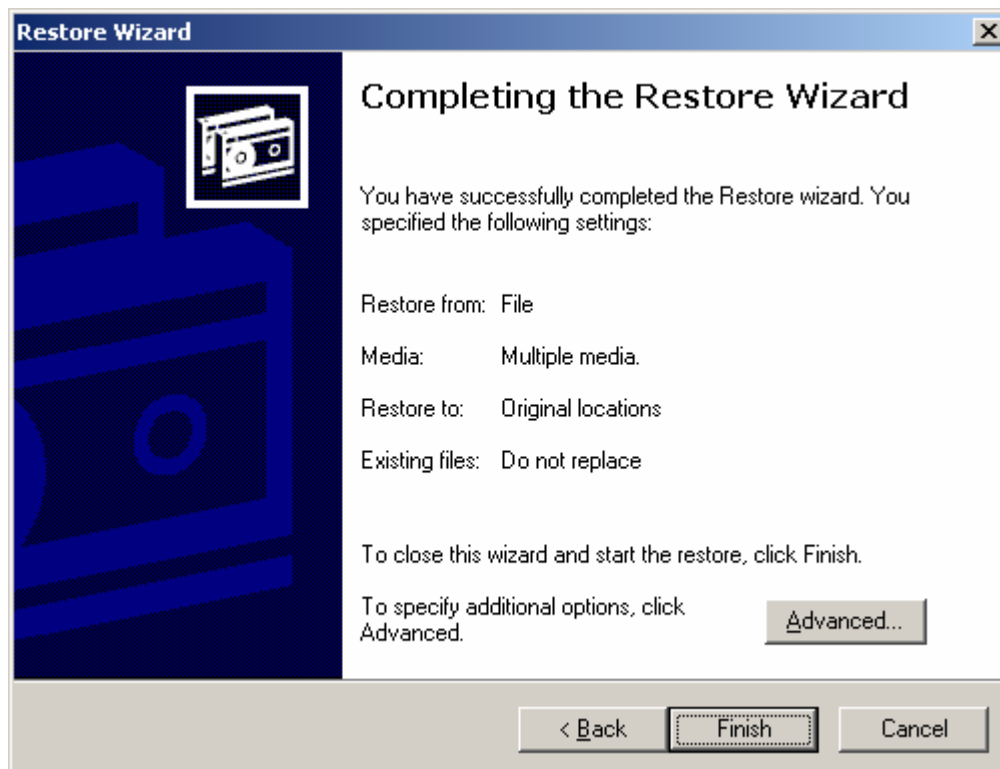 Restore Wizard
Completing the Restore Wizard
You have successfully completed the Restore wizard. You
specified the following settings:
Restore from: File
Media: Multiple media.
Restore to: Original locations
Existing files: Do not replace
To close this wizard and start the restore, click Finish.
To specify additional options, click
Advanced.
Advanced...
< Back
Finish
Cancel